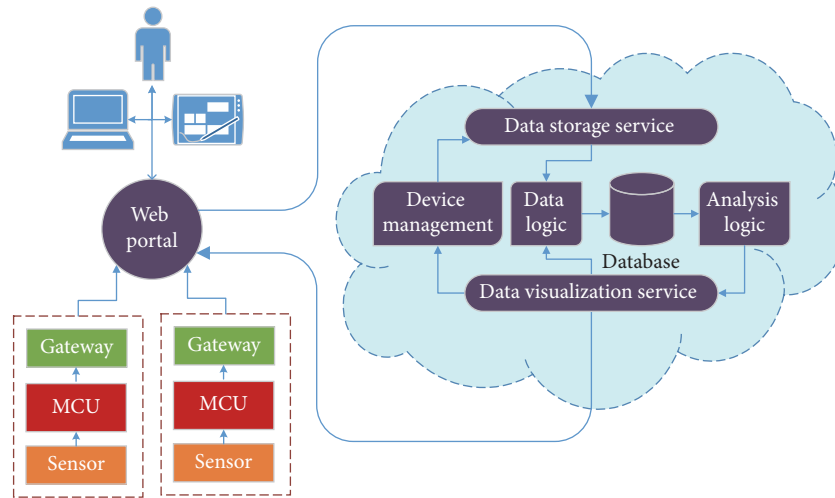 Data storage service
Web
portal
Device
management
Data
logic
Analysis
logic
Database
Data visualization service
Gateway
MCU
Sensor
Gateway
MCU
Sensor